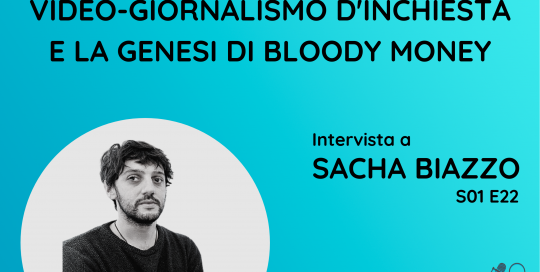 VIDEO-GIORNALISMO D'INCHIESTA
E LA GENESI DI BLOODY MONEY
Intervista a
SACHA BIAZZO
S01 E22